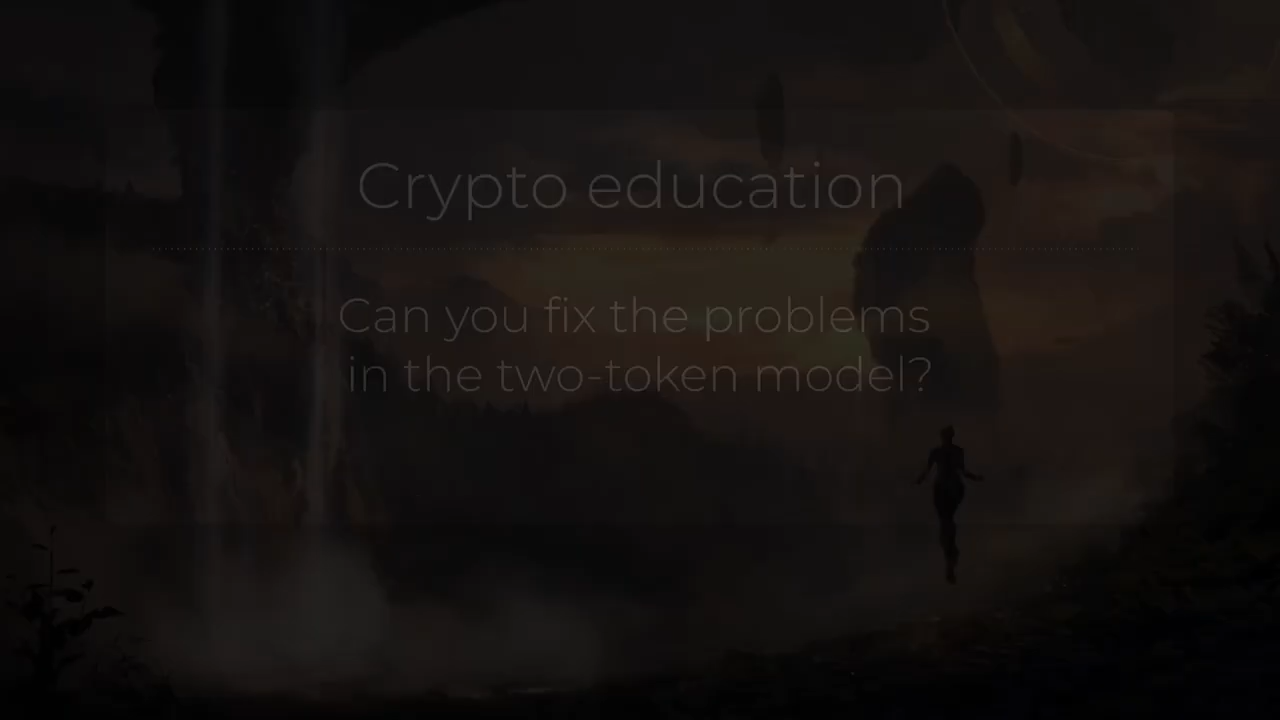 Crypto education
Can you fix the problems
in the two-token model?